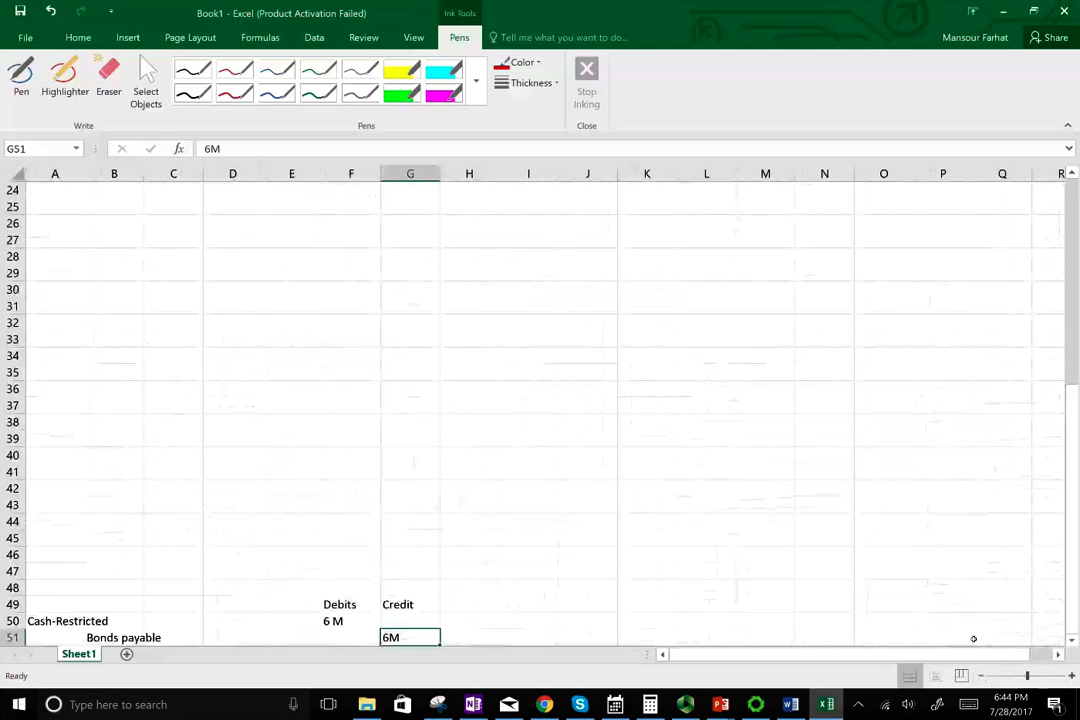 Book1 - Excel (Product Activation Failed)
Ink Tools
File Home Insert Page Layout Formulas Data Review View Pens Tell me what you want to do... Mansour Farhat Share
Pen Highlighter Eraser Select Objects Color Thickness Stop Inking
Write Pens Close
G51 fx 6M
A B C D E F G H I J K L M N O P Q R
24
25
26
27
28
29
30
31
32
33
34
35
36
37
38
39
40
41
42
43
44
45
46
47
48
49 Debits Credit
50 Cash-Restricted 6 M
51 Bonds payable 6M
Sheet1
Ready
Type here to search
6:44 PM
7/28/2017